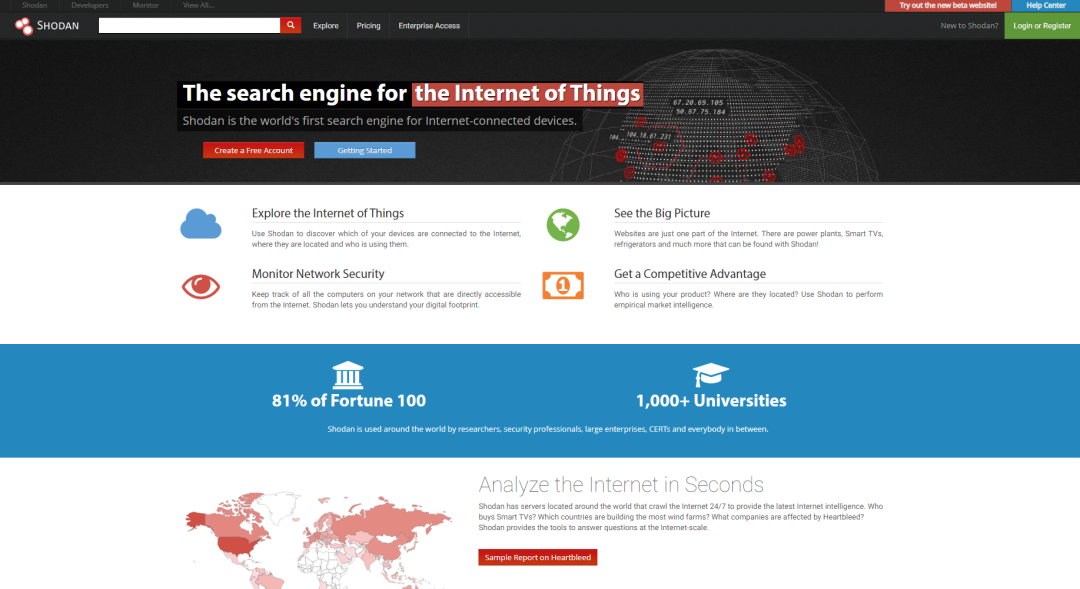 Shodan Developers Monitor View All...
Try out the new beta website! Help Center
SHODAN Explore Pricing Enterprise Access New to Shodan? Login or Register
The search engine for the Internet of Things
Shodan is the world's first search engine for Internet-connected devices.
Create a Free Account Getting Started
67.20.69.105
50.87.75.184
104.18.61.231
Explore the Internet of Things
Use Shodan to discover which of your devices are connected to the Internet,
where they are located and who is using them.
See the Big Picture
Websites are just one part of the Internet. There are power plants, Smart TVs,
refrigerators and much more that can be found with Shodan!
Monitor Network Security
Keep track of all the computers on your network that are directly accessible
from the Internet. Shodan lets you understand your digital footprint.
1
Get a Competitive Advantage
Who is using your product? Where are they located? Use Shodan to perform
empirical market intelligence.
81% of Fortune 100
1,000+ Universities
Shodan is used around the world by researchers, security professionals, large enterprises, CERTs and everybody in between.
Analyze the Internet in Seconds
Shodan has servers located around the world that crawl the Internet 24/7 to provide the latest Internet intelligence. Who
buys Smart TVs? Which countries are building the most wind farms? What companies are affected by Heartbleed?
Shodan provides the tools to answer questions at the Internet-scale.
Sample Report on Heartbleed